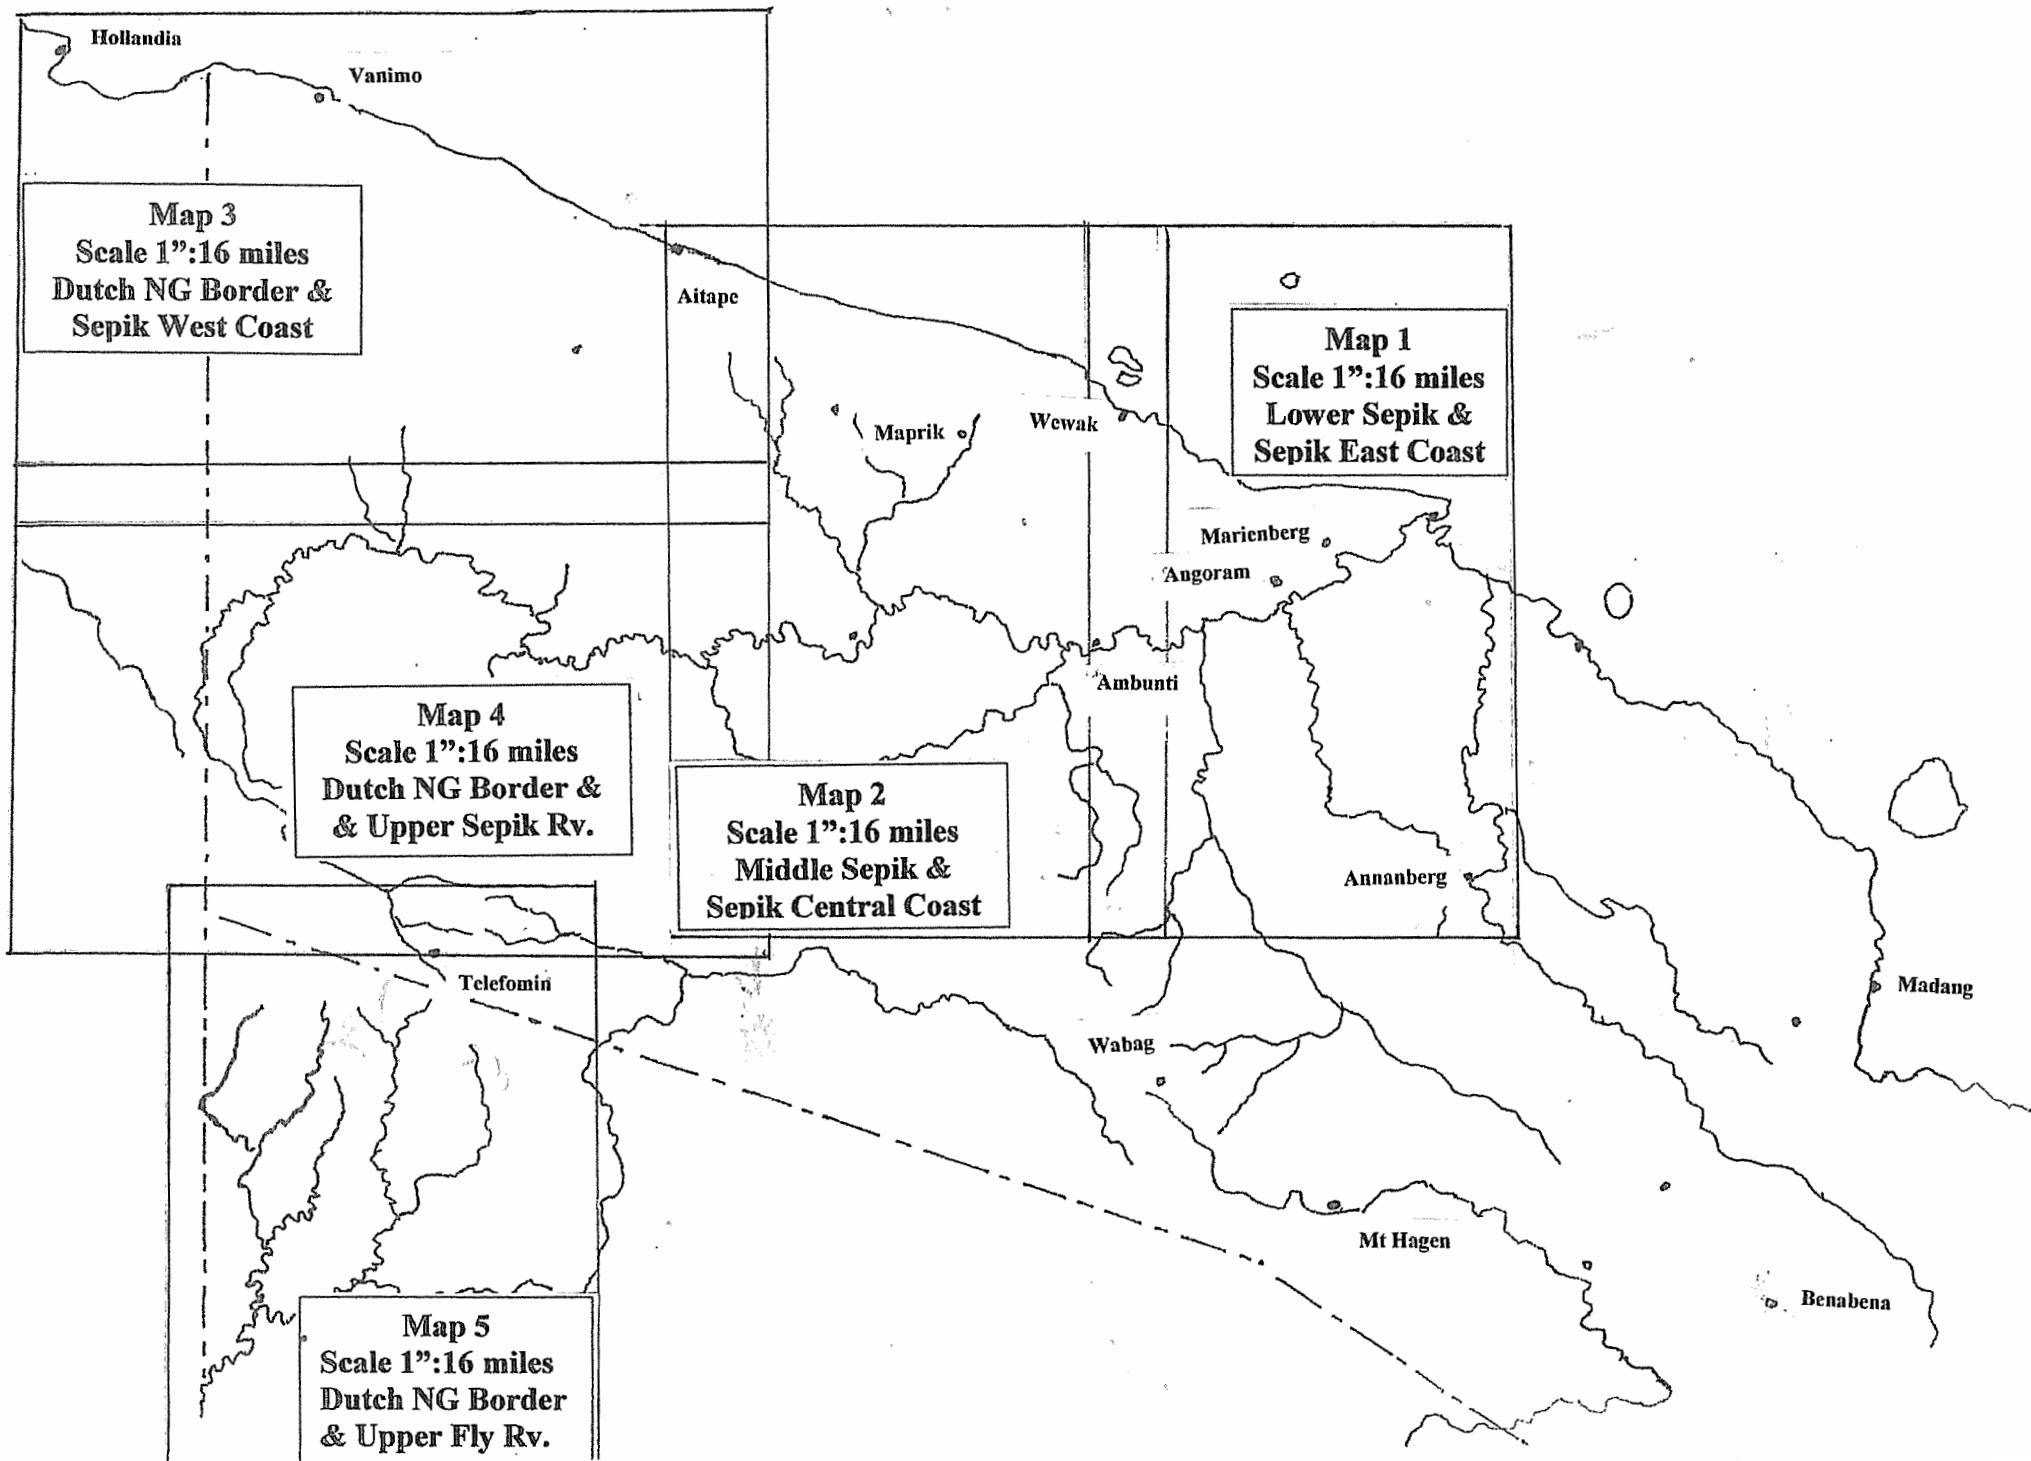 Hollandia
Vanimo
Map 3
Scale 1”:16 miles
Dutch NG Border &
Sepik West Coast
Aitape
Map 1
Scale 1”:16 miles
Lower Sepik &
Sepik East Coast
Maprik
Wewak
Marienberg
Angoram
Ambunti
Map 4
Scale 1”:16 miles
Dutch NG Border &
& Upper Sepik Rv.
Map 2
Scale 1”:16 miles
Middle Sepik &
Sepik Central Coast
Annanberg
Telefomin
Madang
Wabag
Mt Hagen
Benabena
Map 5
Scale 1”:16 miles
Dutch NG Border
& Upper Fly Rv.